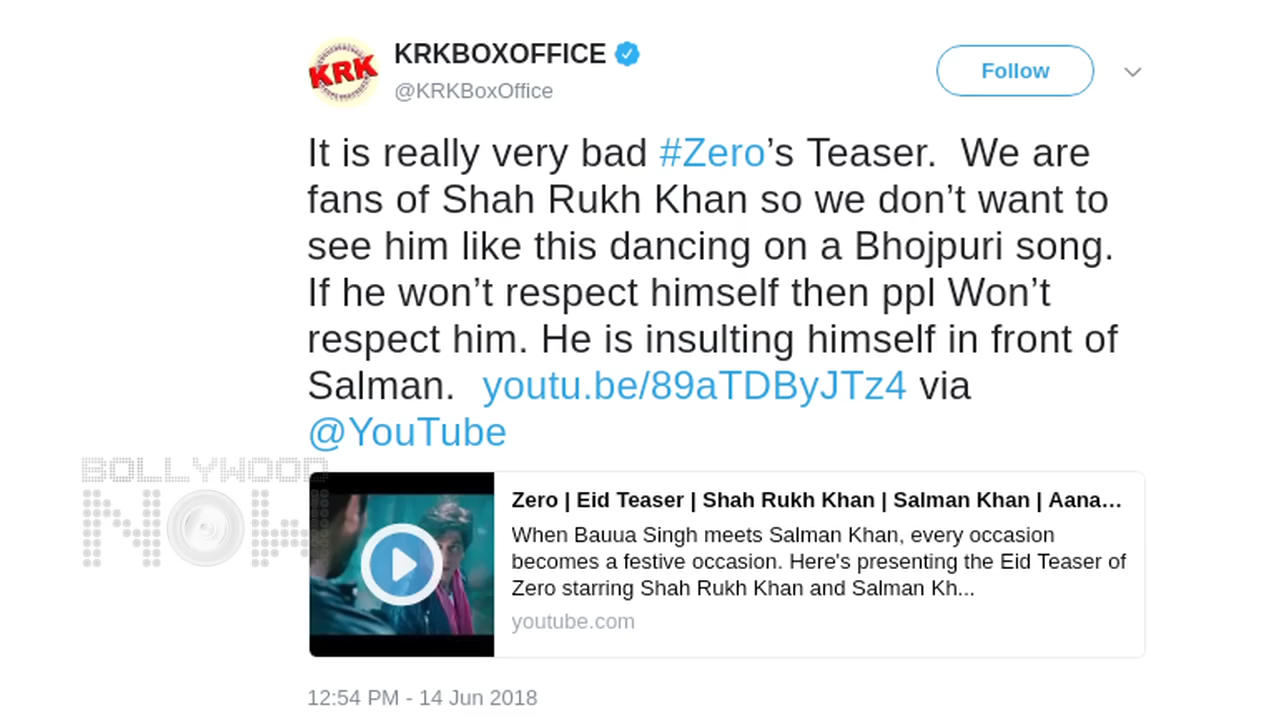 KRK
KRKBOXOFFICE
@KRKBoxOffice
Follow
It is really very bad #Zero’s Teaser.  We are
fans of Shah Rukh Khan so we don’t want to
see him like this dancing on a Bhojpuri song.
If he won’t respect himself then ppl Won’t
respect him. He is insulting himself in front of
Salman.  youtu.be/89aTDByJTz4 via
@YouTube
BOLLYWOOD
NOW
Zero | Eid Teaser | Shah Rukh Khan | Salman Khan | Aana...
When Bauua Singh meets Salman Khan, every occasion
becomes a festive occasion. Here's presenting the Eid Teaser of
Zero starring Shah Rukh Khan and Salman Kh...
youtube.com
12:54 PM - 14 Jun 2018